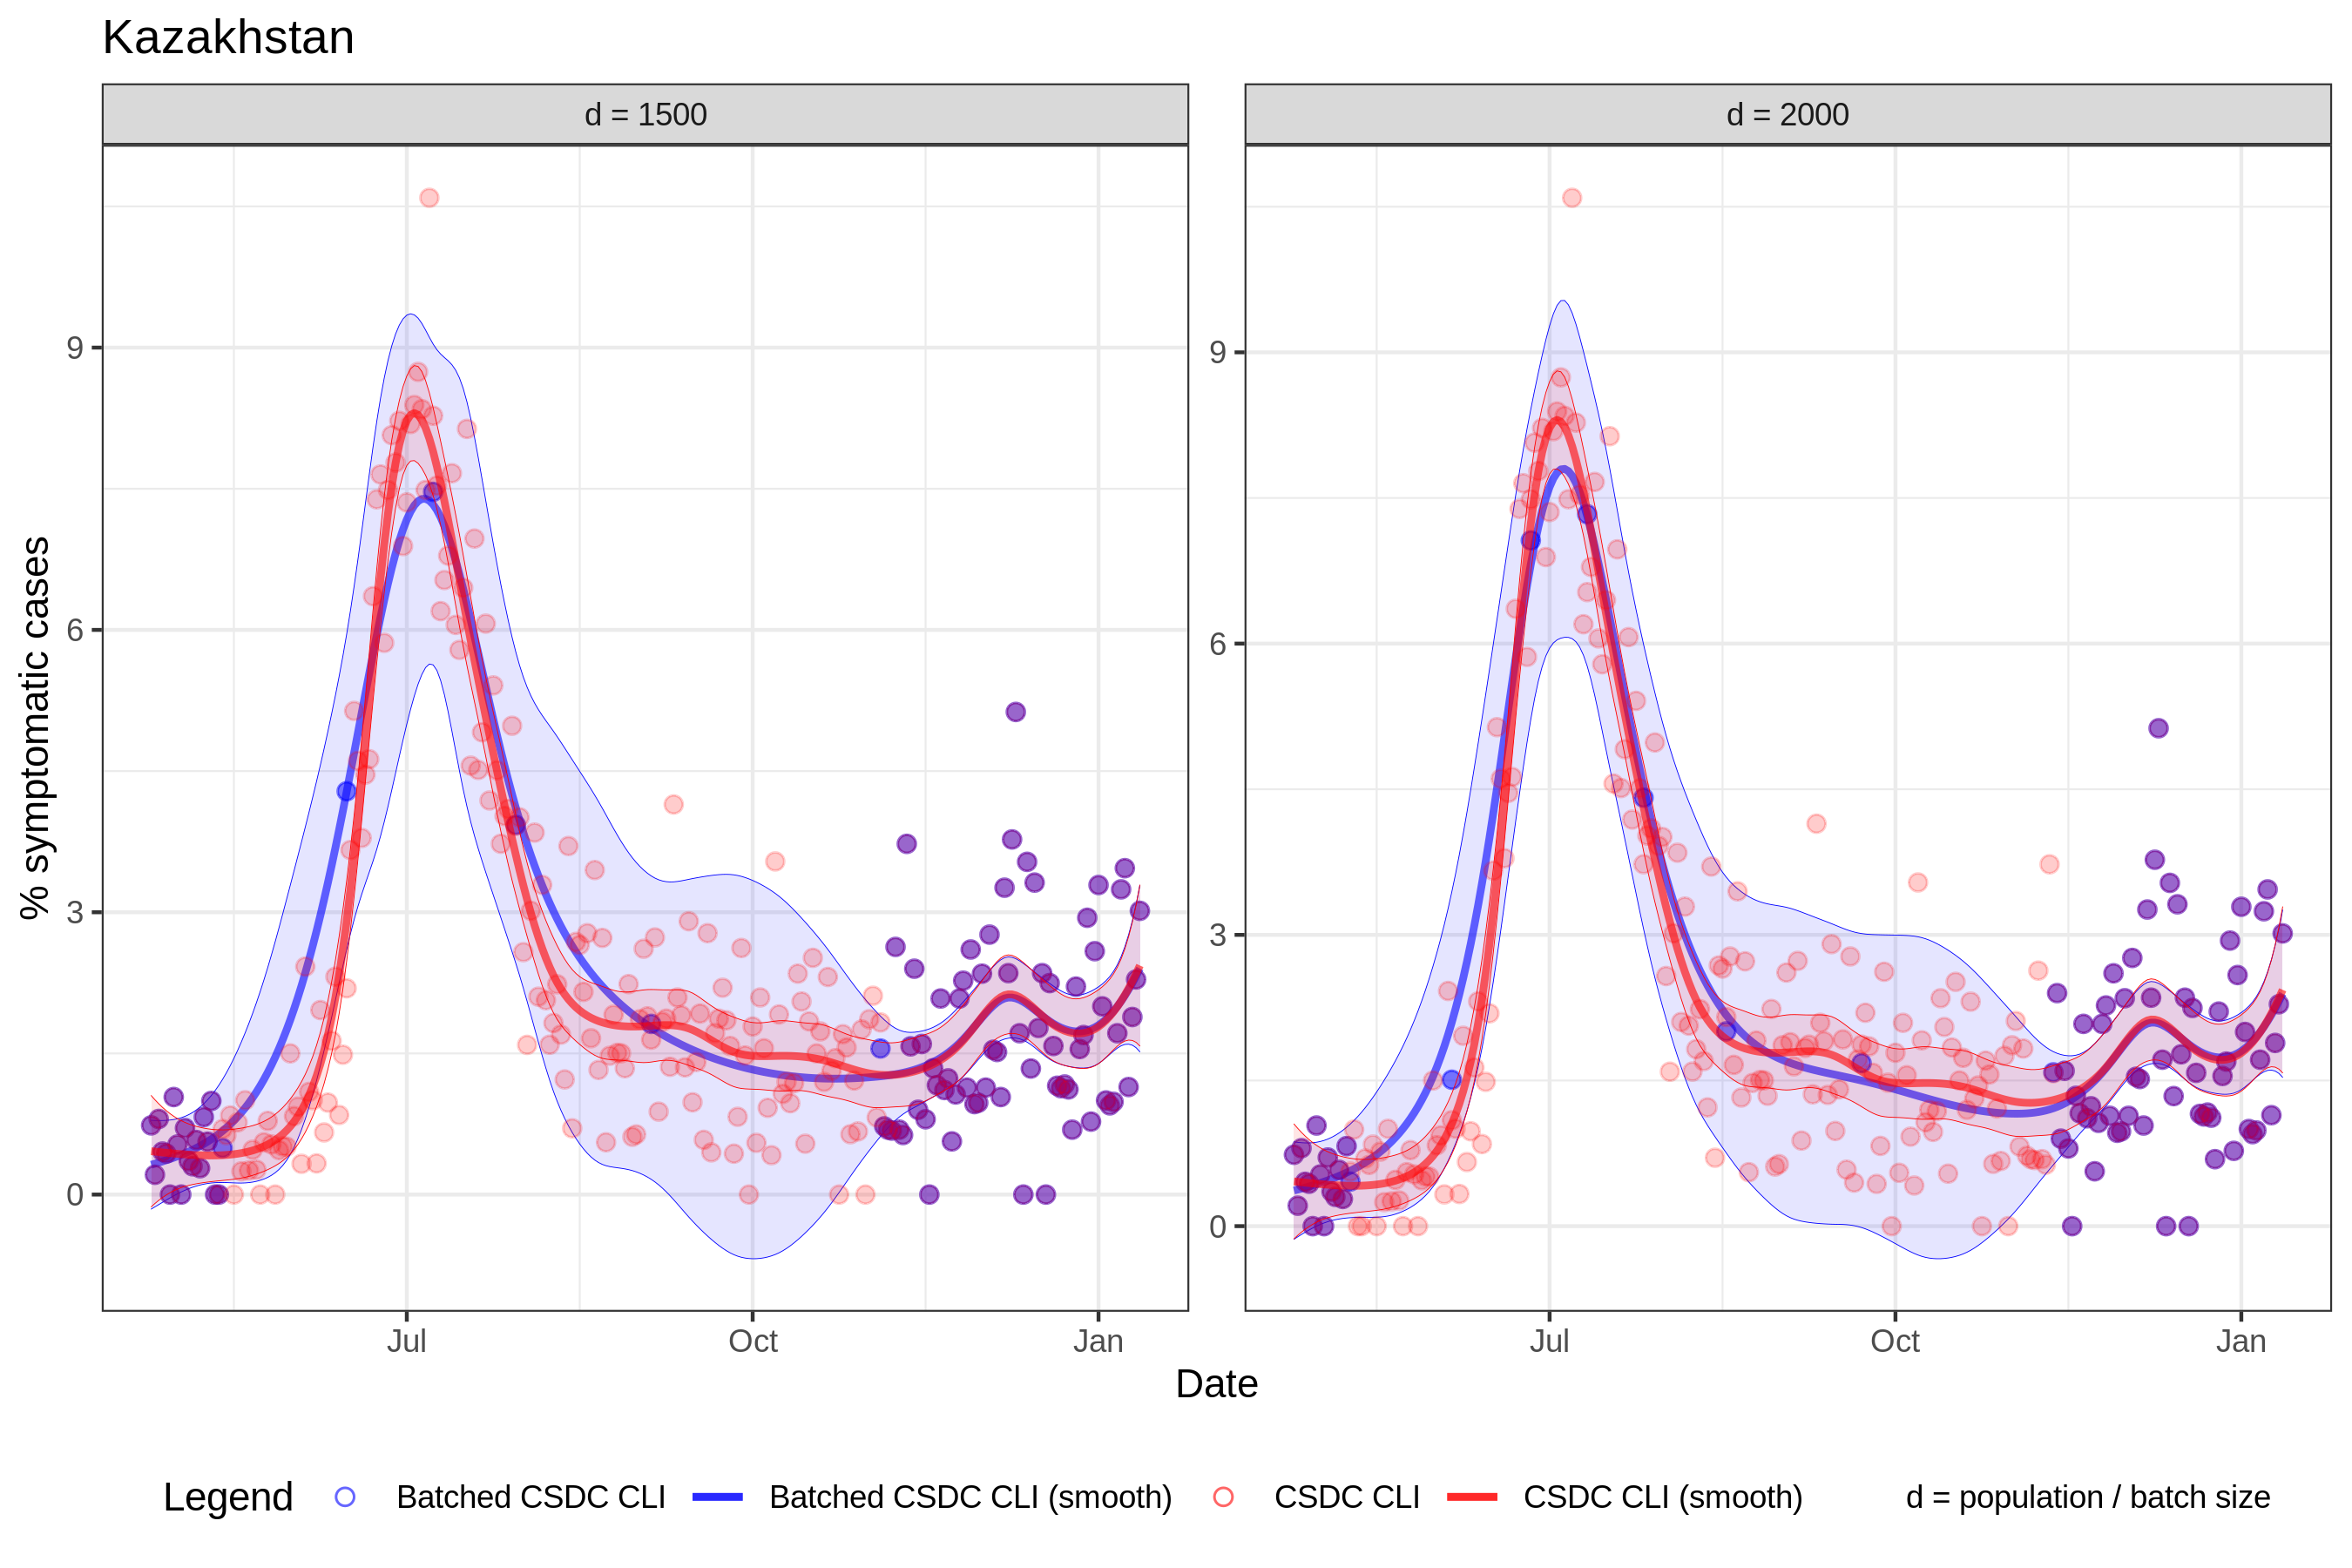 Kazakhstan
d = 1500
d = 2000
% symptomatic cases
9
6
3
0
9
6
3
0
Jul
Oct
Jan
Jul
Oct
Jan
Date
Legend
Batched CSDC CLI
Batched CSDC CLI (smooth)
CSDC CLI
CSDC CLI (smooth)
d = population / batch size